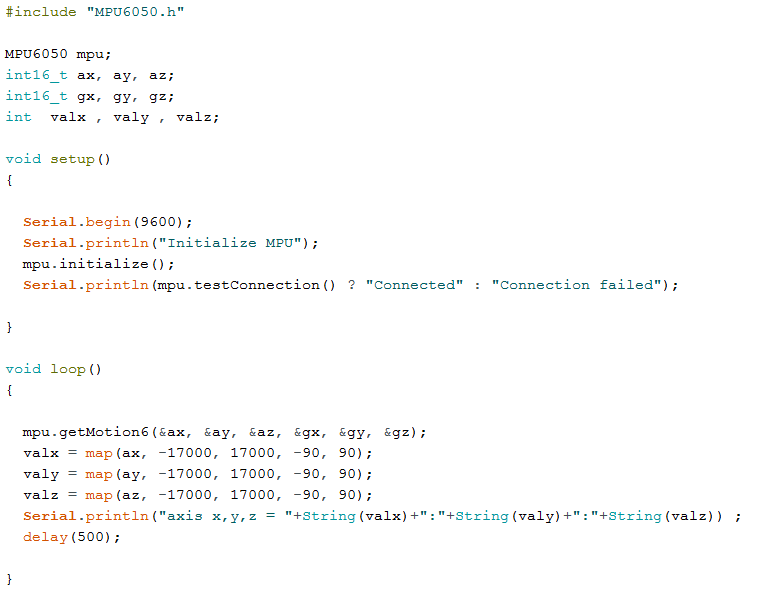 #include "MPU6050.h"
MPU6050 mpu;
int16_t ax, ay, az;
int16_t gx, gy, gz;
int  valx , valy , valz;
void setup()
{
  Serial.begin(9600);
  Serial.println("Initialize MPU");
  mpu.initialize();
  Serial.println(mpu.testConnection() ? "Connected" : "Connection failed");
}
void loop()
{
  mpu.getMotion6(&ax, &ay, &az, &gx, &gy, &gz);
  valx = map(ax, -17000, 17000, -90, 90);
  valy = map(ay, -17000, 17000, -90, 90);
  valz = map(az, -17000, 17000, -90, 90);
  Serial.println("axis x,y,z = "+String(valx)+":"+String(valy)+":"+String(valz)) ;
  delay(500);
}